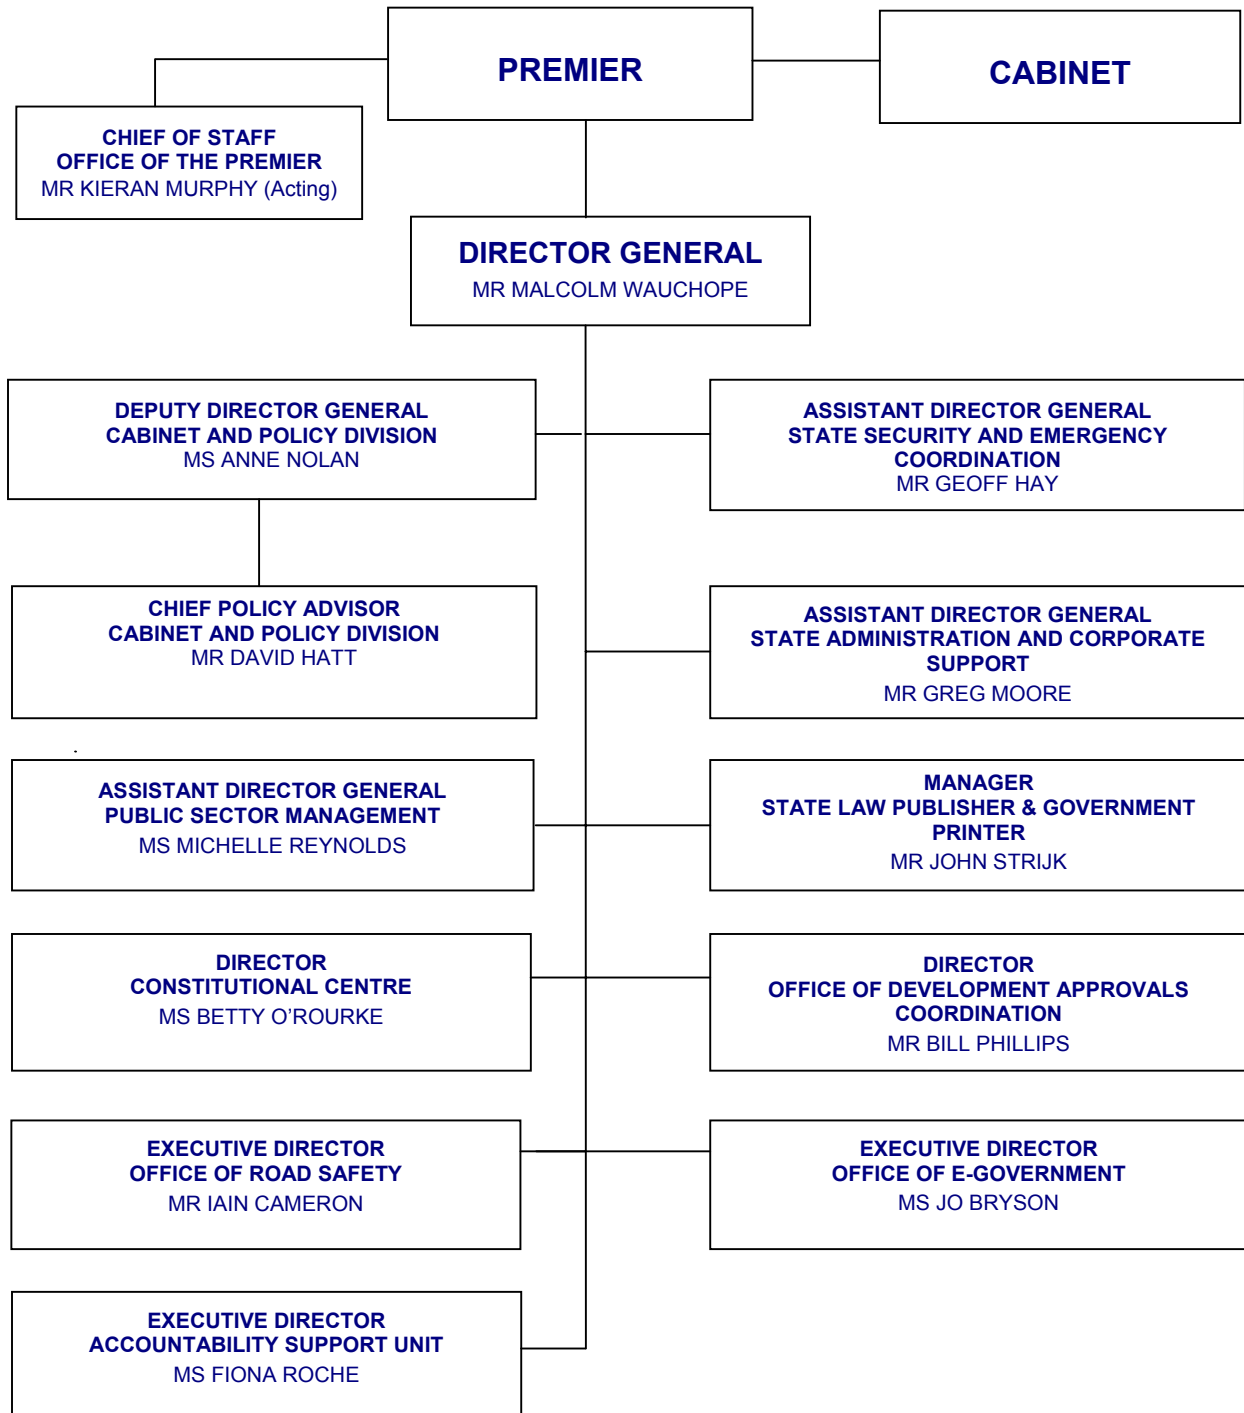 PREMIER
CABINET
CHIEF OF STAFF
OFFICE OF THE PREMIER
MR KIERAN MURPHY (Acting)
DIRECTOR GENERAL
MR MALCOLM WAUCHOPE
DEPUTY DIRECTOR GENERAL
CABINET AND POLICY DIVISION
MS ANNE NOLAN
ASSISTANT DIRECTOR GENERAL
STATE SECURITY AND EMERGENCY
COORDINATION
MR GEOFF HAY
CHIEF POLICY ADVISOR
CABINET AND POLICY DIVISION
MR DAVID HATT
ASSISTANT DIRECTOR GENERAL
STATE ADMINISTRATION AND CORPORATE
SUPPORT
MR GREG MOORE
ASSISTANT DIRECTOR GENERAL
PUBLIC SECTOR MANAGEMENT
MS MICHELLE REYNOLDS
MANAGER
STATE LAW PUBLISHER & GOVERNMENT
PRINTER
MR JOHN STRIJK
DIRECTOR
CONSTITUTIONAL CENTRE
MS BETTY O’ROURKE
DIRECTOR
OFFICE OF DEVELOPMENT APPROVALS
COORDINATION
MR BILL PHILLIPS
EXECUTIVE DIRECTOR
OFFICE OF ROAD SAFETY
MR IAIN CAMERON
EXECUTIVE DIRECTOR
OFFICE OF E-GOVERNMENT
MS JO BRYSON
EXECUTIVE DIRECTOR
ACCOUNTABILITY SUPPORT UNIT
MS FIONA ROCHE